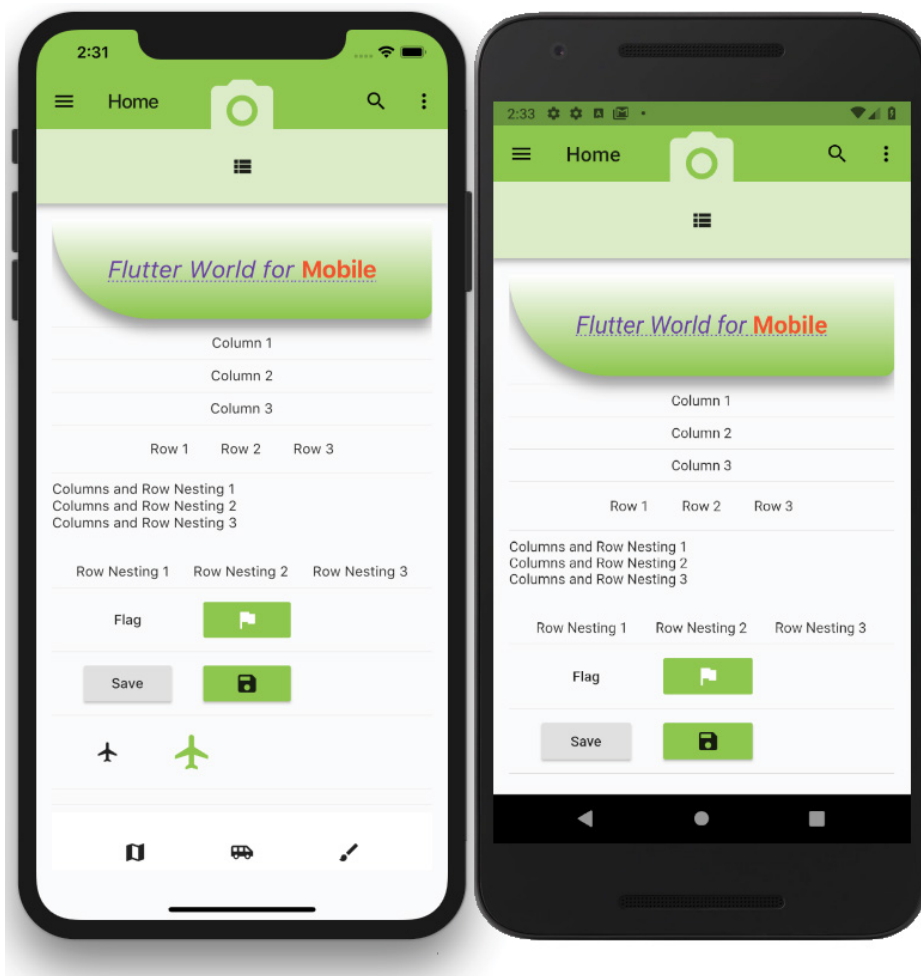 2:31
Home
Flutter World for Mobile
Column 1
Column 2
Column 3
Row 1 Row 2 Row 3
Columns and Row Nesting 1
Columns and Row Nesting 2
Columns and Row Nesting 3
Row Nesting 1 Row Nesting 2 Row Nesting 3
Flag
Save
2:33
Home
Flutter World for Mobile
Column 1
Column 2
Column 3
Row 1 Row 2 Row 3
Columns and Row Nesting 1
Columns and Row Nesting 2
Columns and Row Nesting 3
Row Nesting 1 Row Nesting 2 Row Nesting 3
Flag
Save